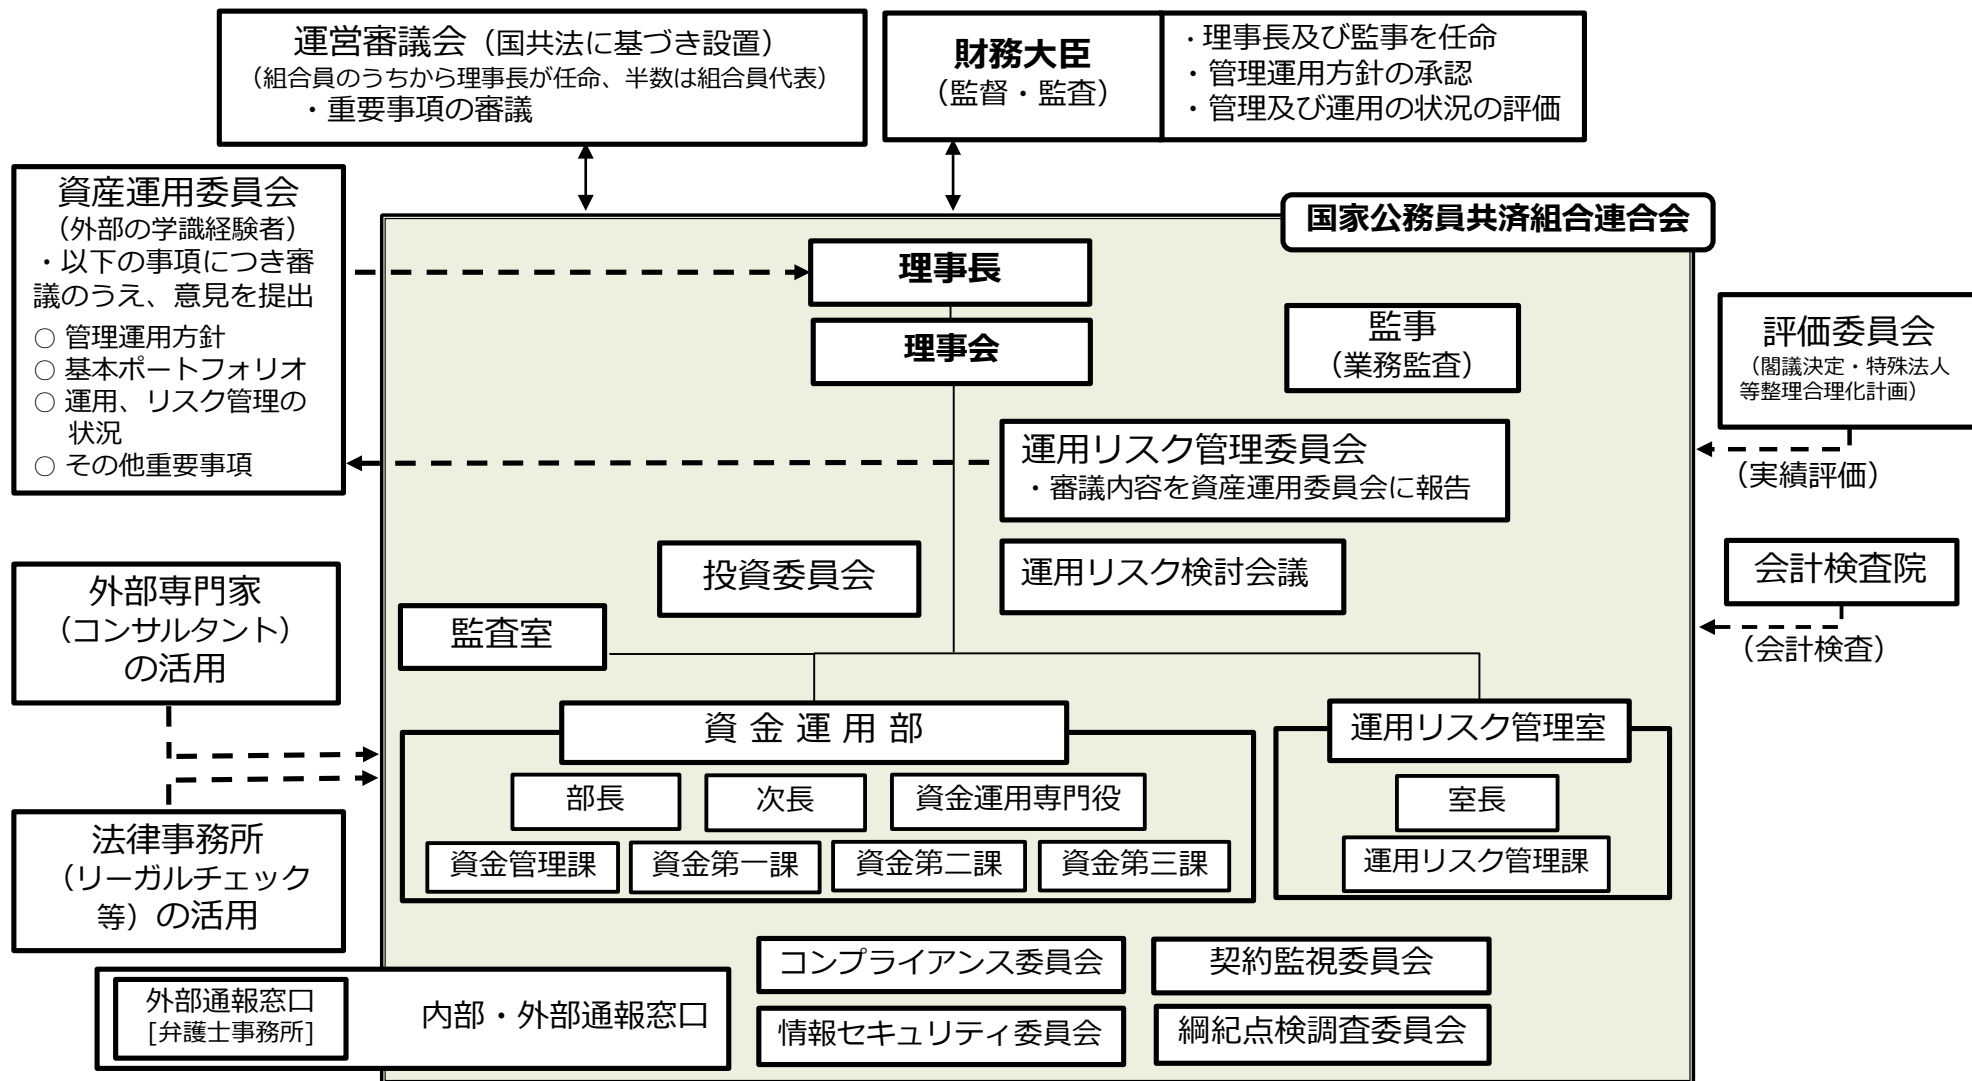 運営審議会（国共法に基づき設置）
（組合員のうちから理事長が任命、半数は組合員代表）
・重要事項の審議
財務大臣
（監督・監査）
・理事長及び監事を任命
・管理運用方針の承認
・管理及び運用の状況の評価
資産運用委員会
（外部の学識経験者）
・以下の事項につき審
議のうえ、意見を提出
○ 管理運用方針
○ 基本ポートフォリオ
○ 運用、リスク管理の
状況
○ その他重要事項
国家公務員共済組合連合会
理事長
理事会
監事
（業務監査）
評価委員会
（閣議決定・特殊法人
等整理合理化計画）
（実績評価）
運用リスク管理委員会
・審議内容を資産運用委員会に報告
投資委員会
運用リスク検討会議
会計検査院
（会計検査）
外部専門家
（コンサルタント）
の活用
監査室
資金運用部
部長
次長
資金運用専門役
資金管理課
資金第一課
資金第二課
資金第三課
運用リスク管理室
室長
運用リスク管理課
法律事務所
（リーガルチェック
等）の活用
コンプライアンス委員会
契約監視委員会
外部通報窓口
[弁護士事務所]
内部・外部通報窓口
情報セキュリティ委員会
綱紀点検調査委員会